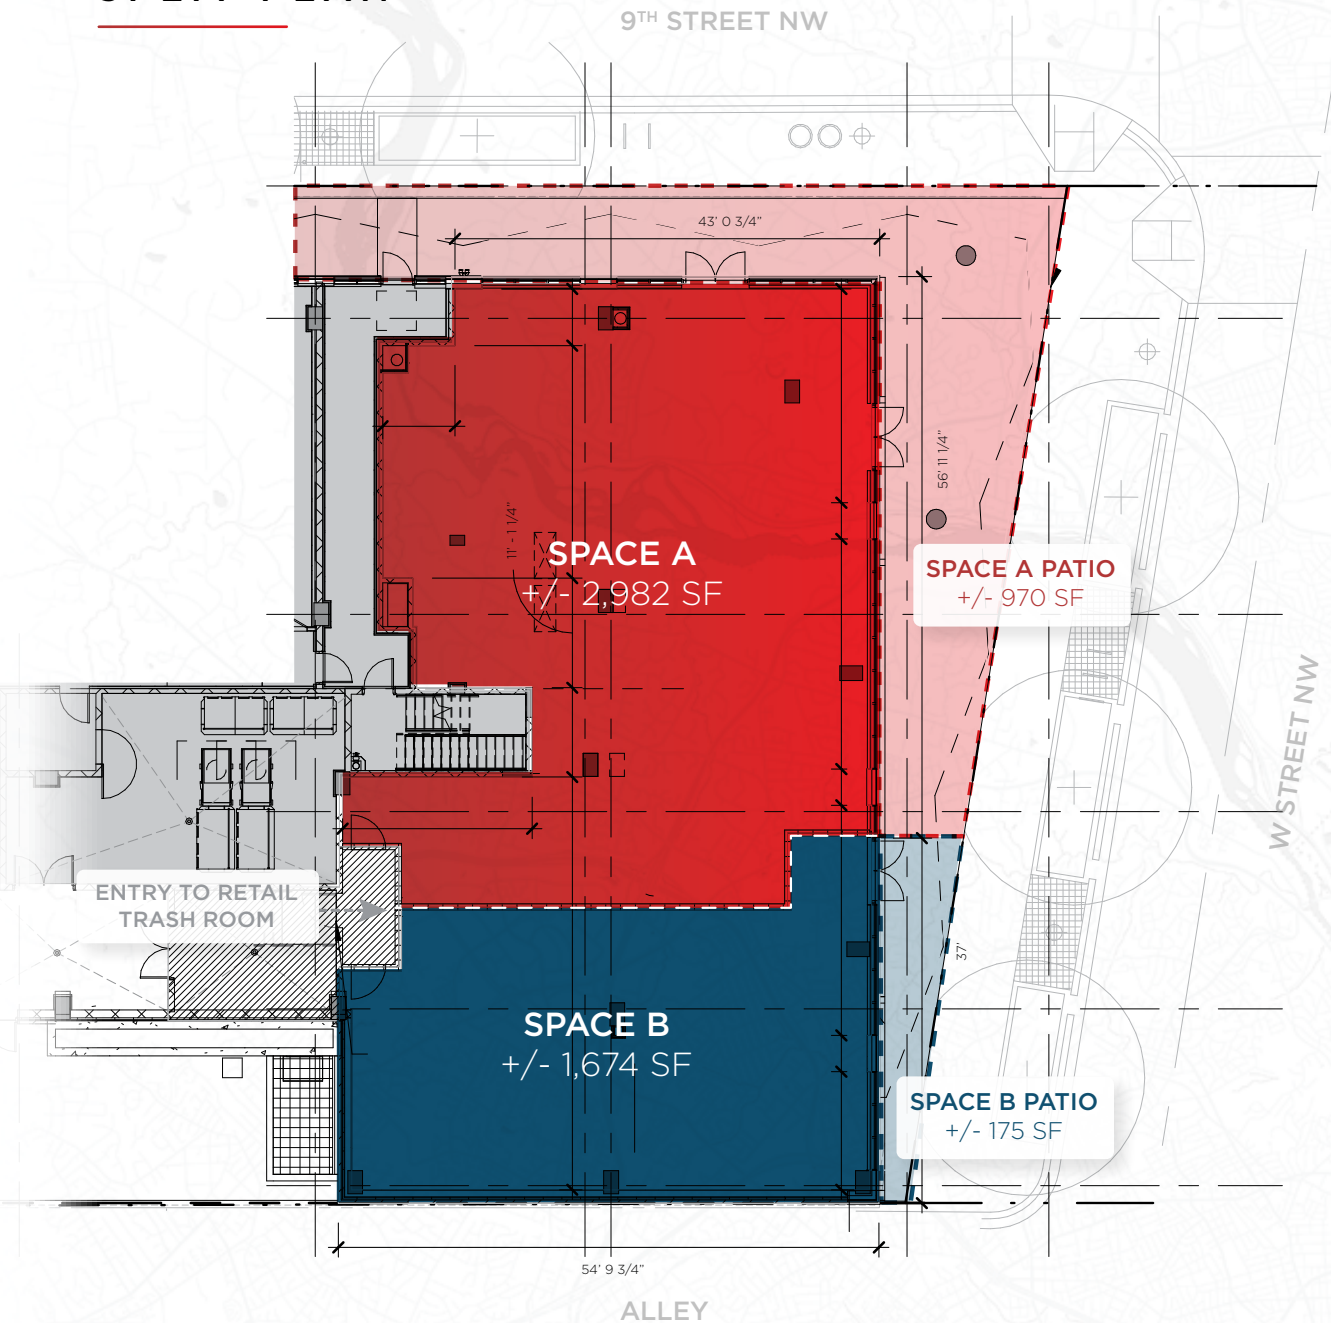 SPLIT PLAN
9TH STREET NW
43' 0 3/4"
56' 11 1/4"
11' - 1 1/4"
SPACE A
+/- 2,982 SF
SPACE A PATIO
+/- 970 SF
W STREET NW
ENTRY TO RETAIL
TRASH ROOM
37'
SPACE B
+/- 1,674 SF
SPACE B PATIO
+/- 175 SF
54' 9 3/4"
ALLEY